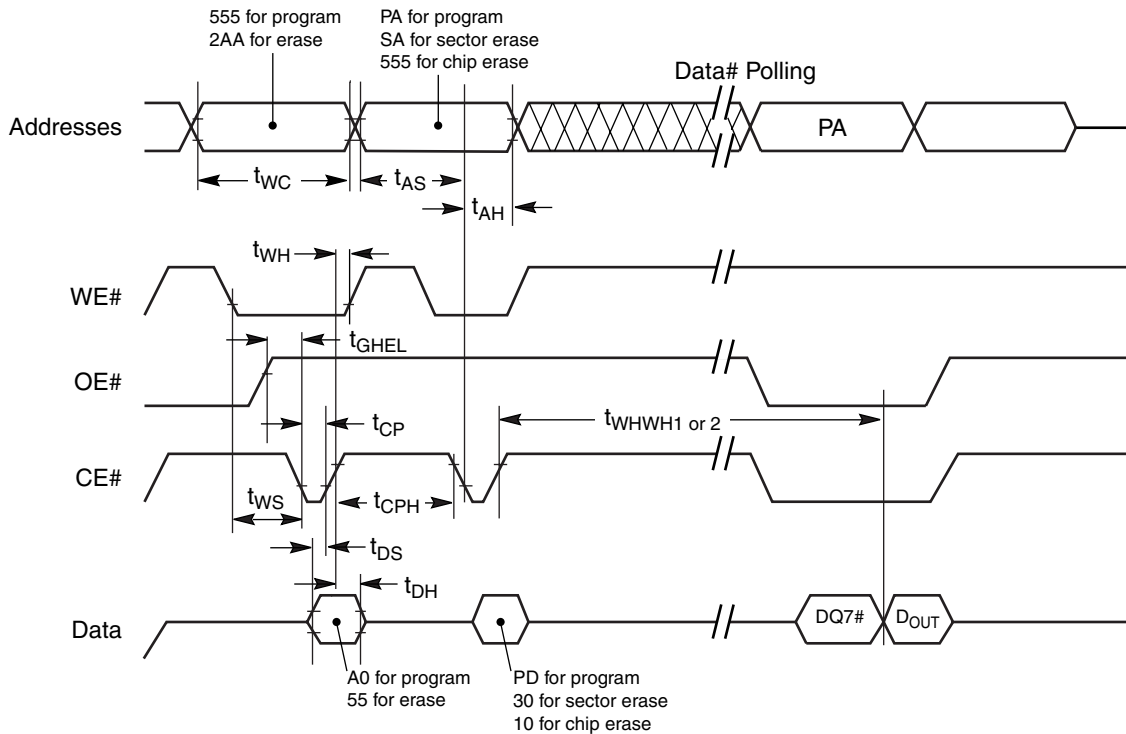 555 for program
2AA for erase
PA for program
SA for sector erase
555 for chip erase
Data# Polling
Addresses
PA
tWC
tAS
tAH
tWH
WE#
tGHEL
OE#
tWHWH1 or 2
tCP
CE#
tWS
tCPH
tDS
tDH
Data
DQ7#
DOUT
A0 for program
55 for erase
PD for program
30 for sector erase
10 for chip erase